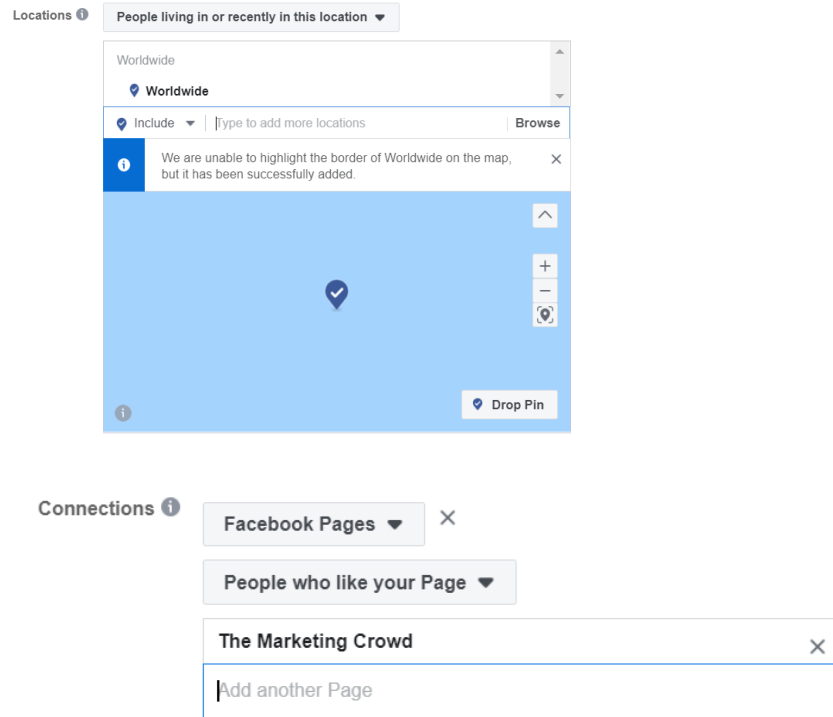 Locations
People living in or recently in this location
Worldwide
Worldwide
Include Type to add more locations Browse
We are unable to highlight the border of Worldwide on the map,
but it has been successfully added.
Drop Pin
Connections
Facebook Pages
People who like your Page
The Marketing Crowd
Add another Page